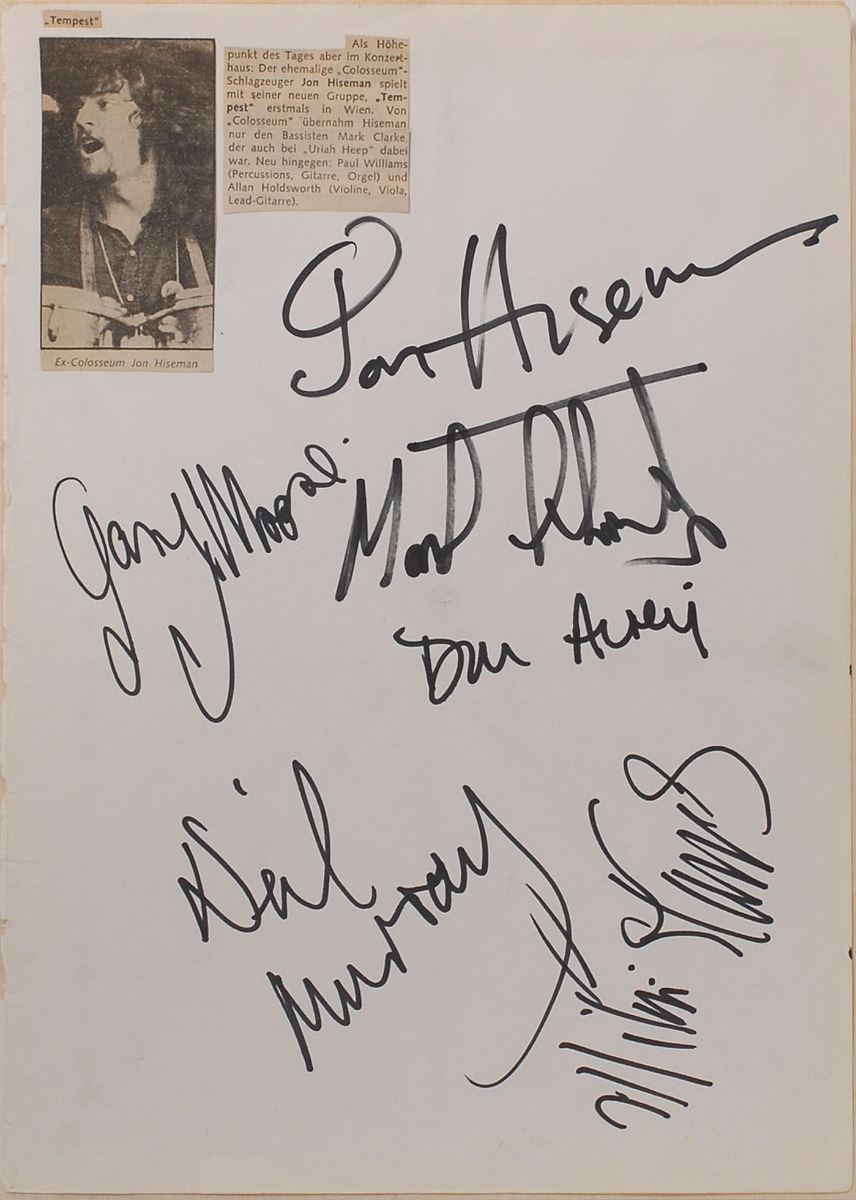 „Tempest"
Als Höhe-
punkt des Tages aber im Konzert-
haus: Der ehemalige „Colosseum"-
Schlagzeuger Jon Hiseman spielt
mit seiner neuen Gruppe, „Tem-
pest" erstmals in Wien. Von
„Colosseum" übernahm Hiseman
nur den Bassisten Mark Clarke,
der auch bei „Uriah Heep" dabei
war. Neu hingegen: Paul Williams
(Percussions, Gitarre, Orgel) und
Allan Holdsworth (Violine, Viola,
Lead-Gitarre).
Ex-Colosseum Jon Hiseman
Jon Hiseman
Gary Moore
Don Airey
Neil
Murray